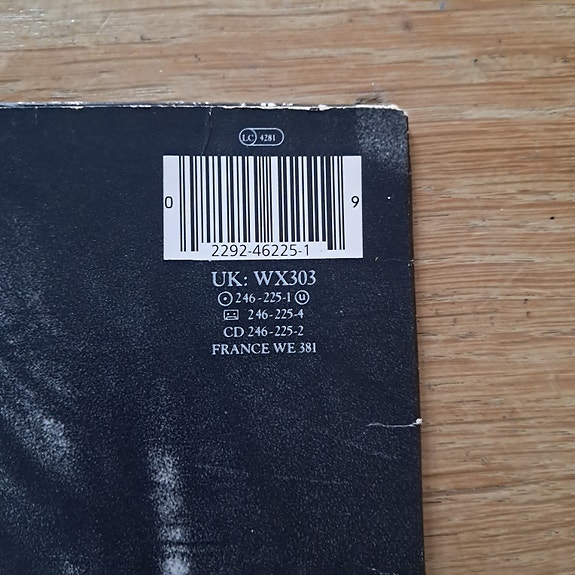 LC 4281
0 2292-46225-1 9
UK: WX303
246-225-1 U
246-225-4
CD 246-225-2
FRANCE WE 381